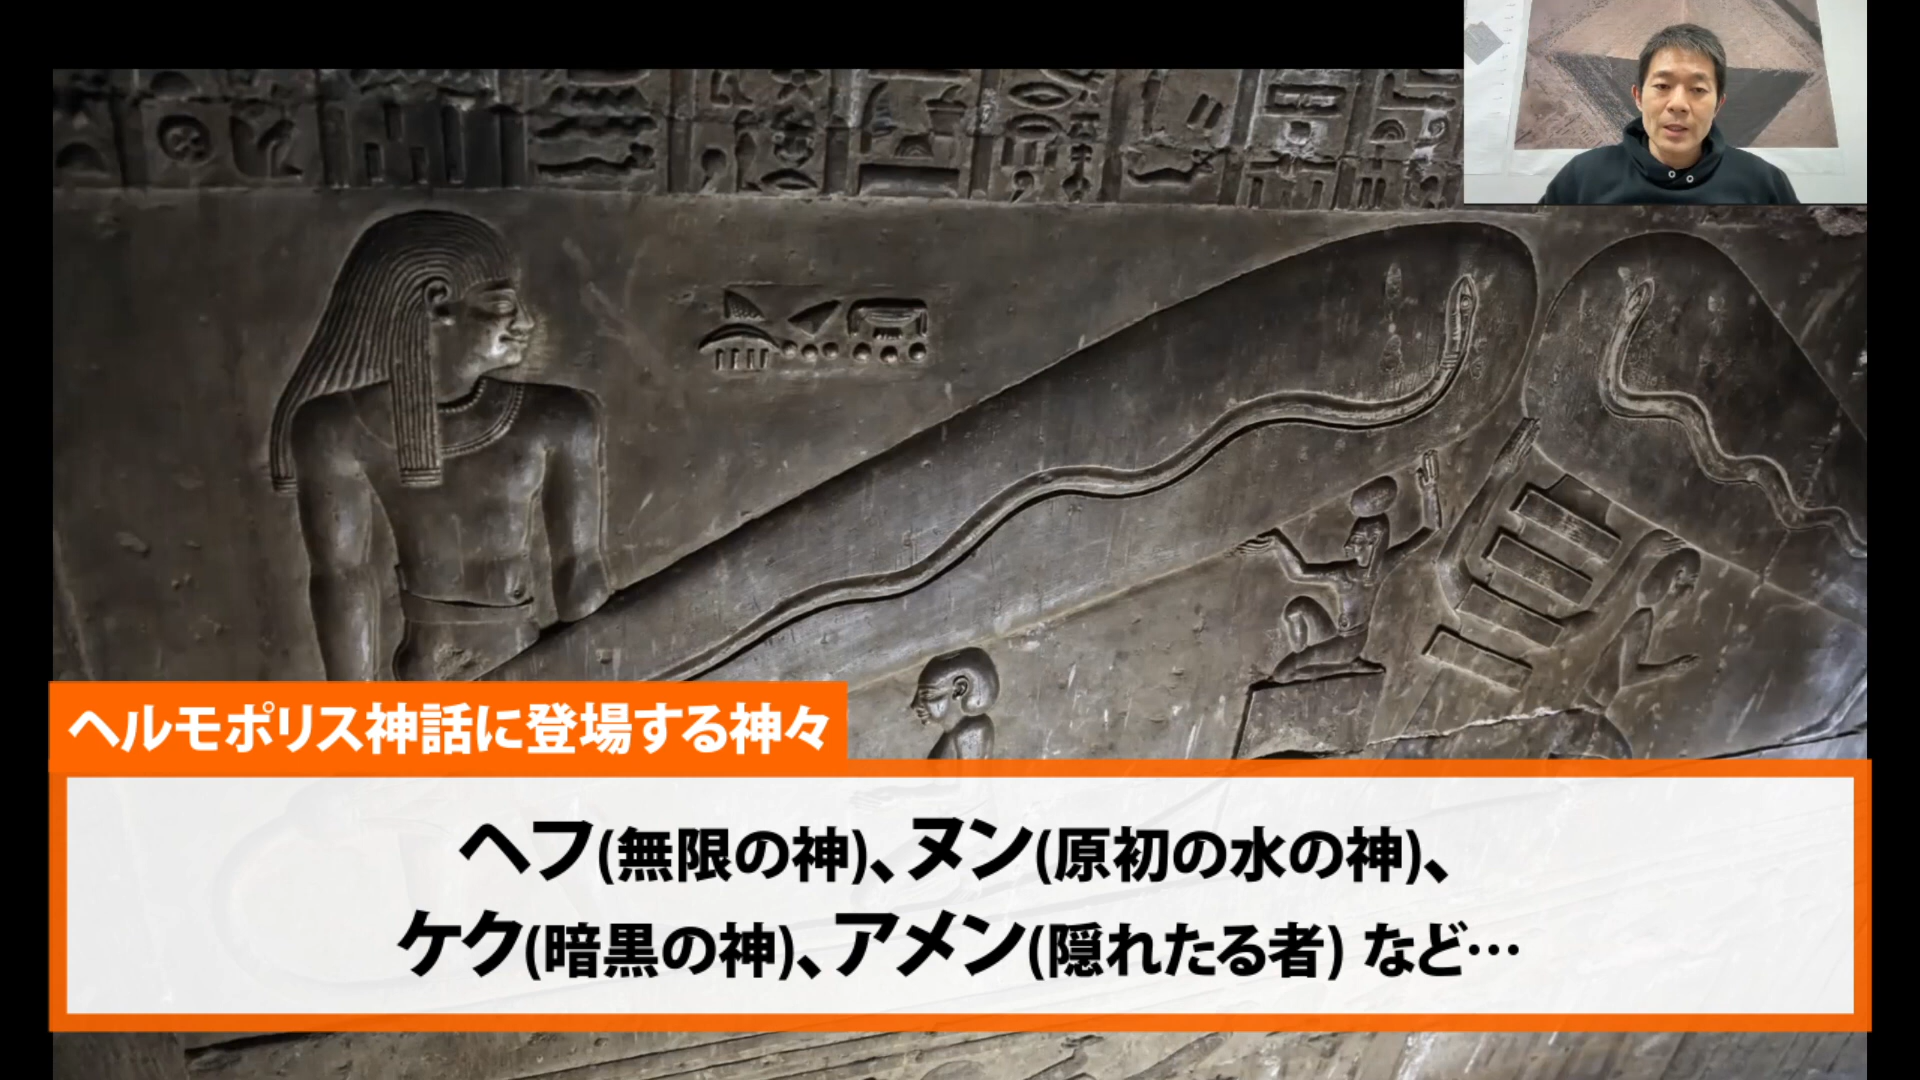 ヘルモポリス神話に登場する神々
ヘフ(無限の神)、ヌン(原初の水の神)、
ケク(暗黒の神)、アメン(隠れたる者) など…